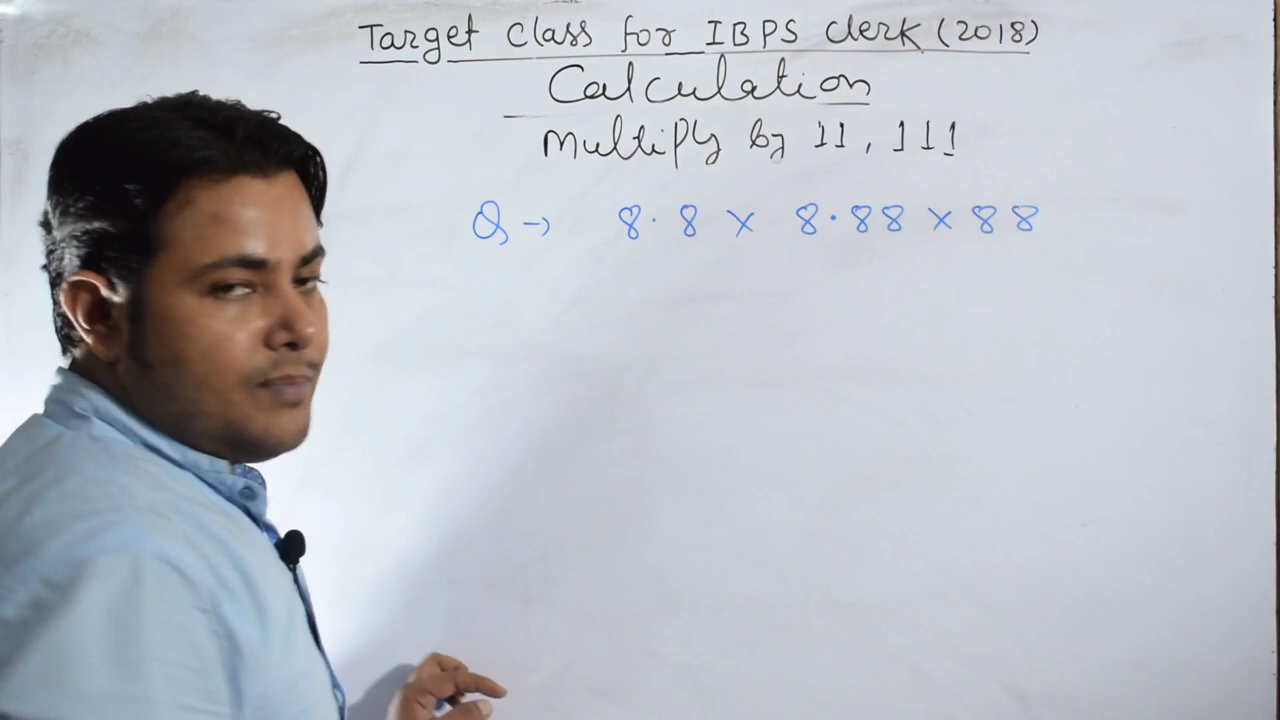 Target Class for IBPS Clerk (2018)
Calculation
Multiply by 11, 111
Q → 8.8 × 8.88 × 88